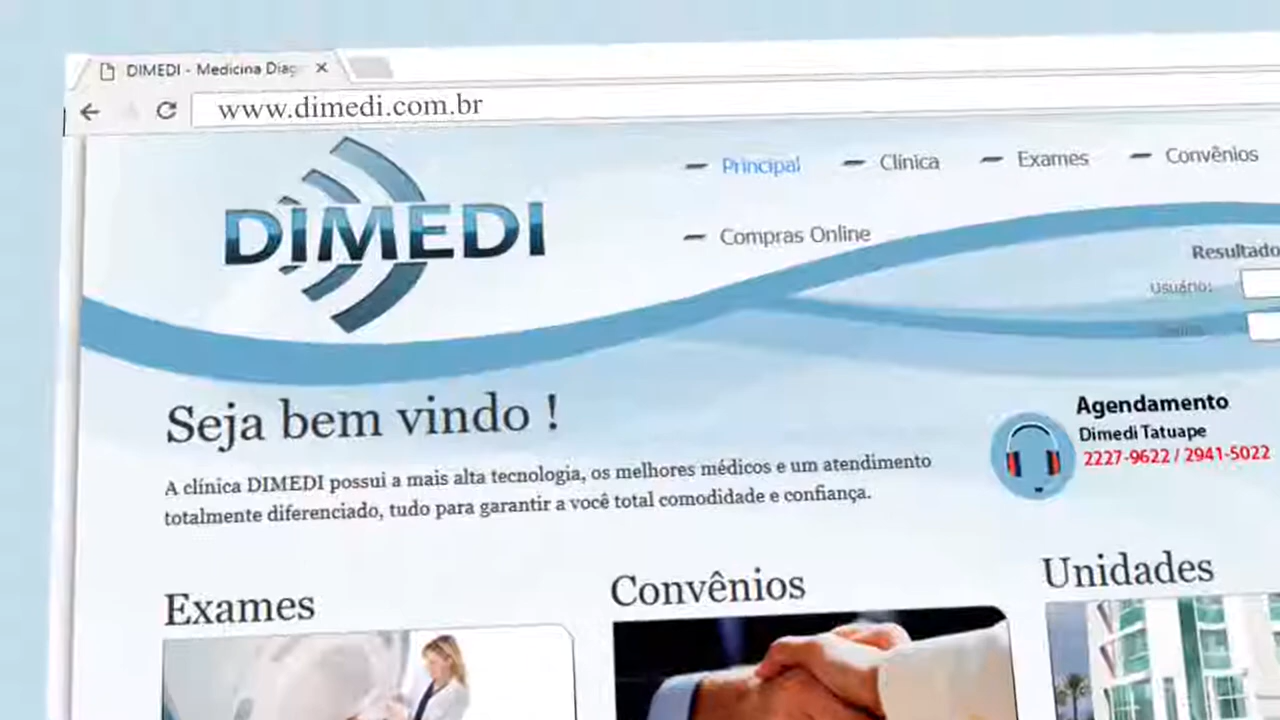 DIMEDI - Medicina Diag
www.dimedi.com.br
DIMEDI
Principal
Clínica
Exames
Convênios
Compras Online
Resultado
Usuário:
Seja bem vindo !
A clínica DIMEDI possui a mais alta tecnologia, os melhores médicos e um atendimento
totalmente diferenciado, tudo para garantir a você total comodidade e confiança.
Agendamento
Dimedi Tatuape
2227-9622 / 2941-5022
Exames
Convênios
Unidades